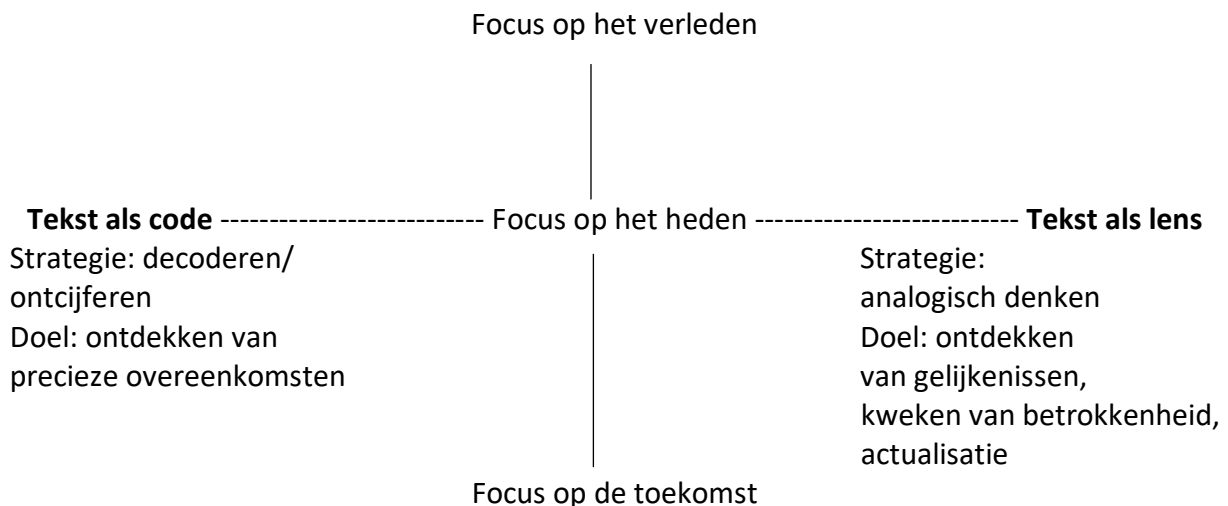 Focus op het verleden
Tekst als code --------------------------- Focus op het heden --------------------------- Tekst als lens
Strategie: decoderen/
ontcijferen
Doel: ontdekken van
precieze overeenkomsten
Strategie:
analogisch denken
Doel: ontdekken
van gelijkenissen,
kweken van betrokkenheid,
actualisatie
Focus op de toekomst